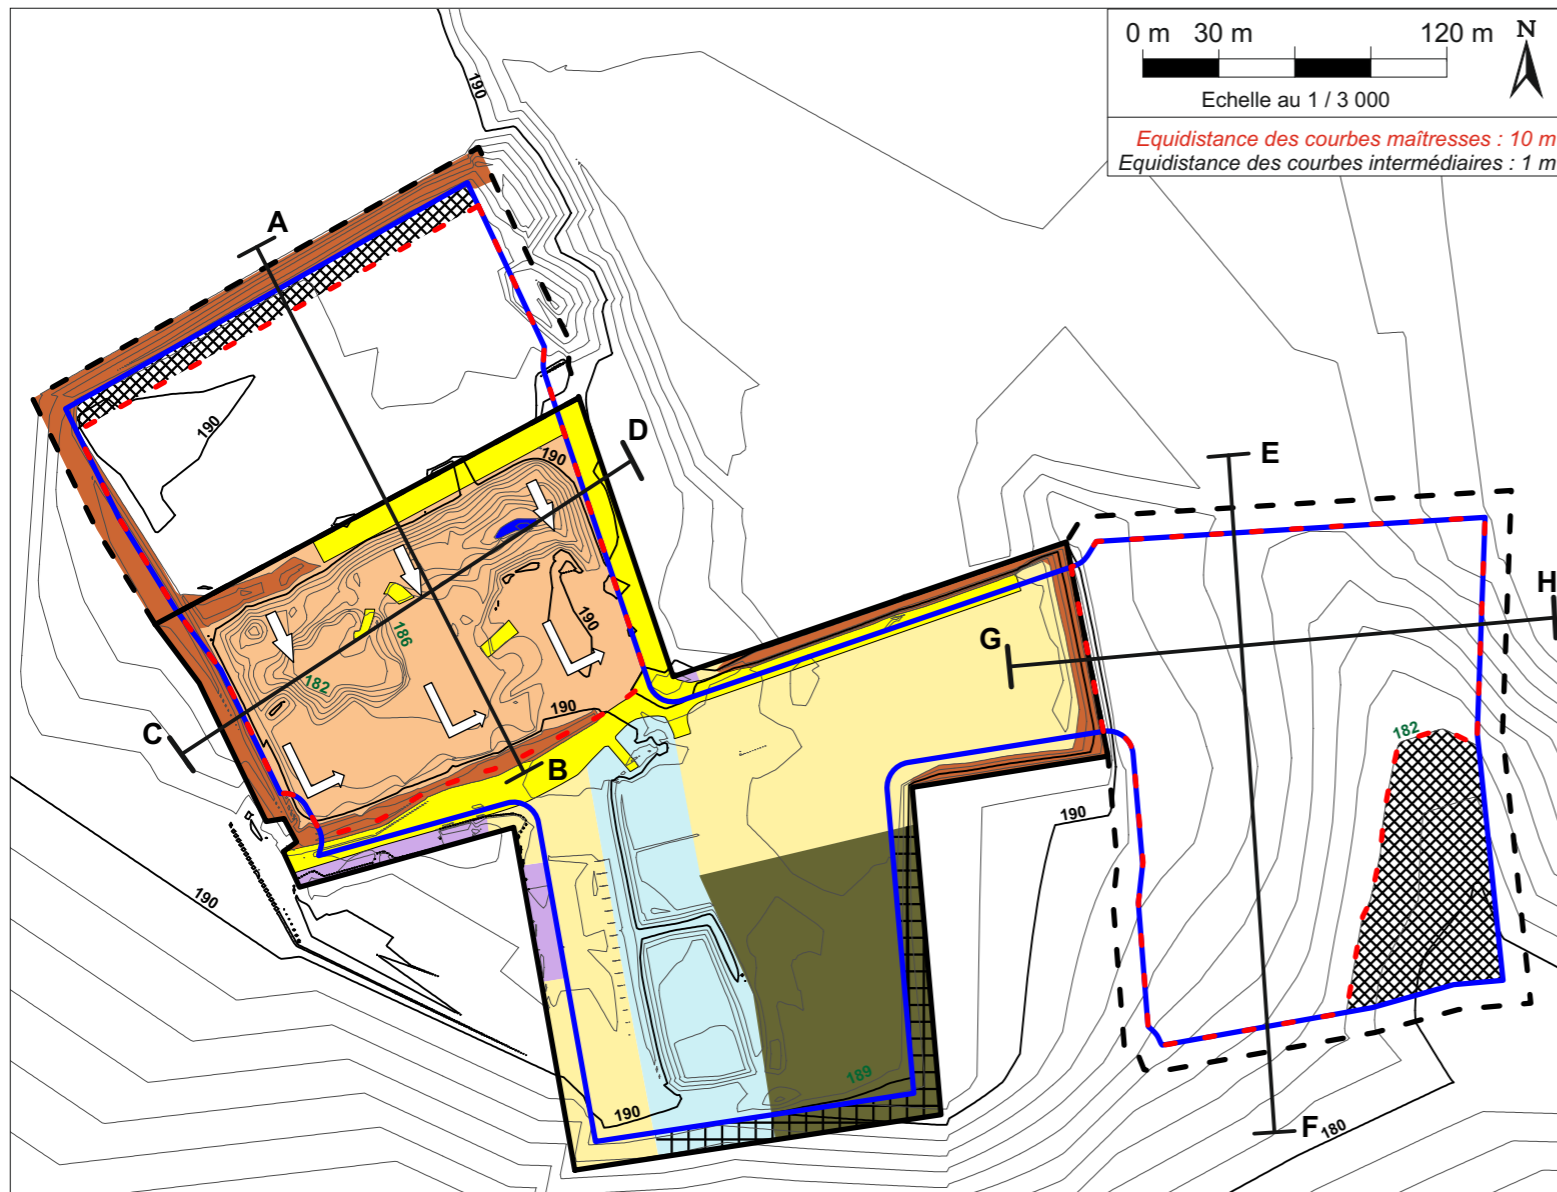 0 m 30 m 120 m
N
Echelle au 1 / 3 000
Equidistance des courbes maîtresses : 10 m
Equidistance des courbes intermédiaires : 1 m
190
A
190
D
190
E
H
G
190
186
182
190
C
B
182
190
190
189
190
F
180